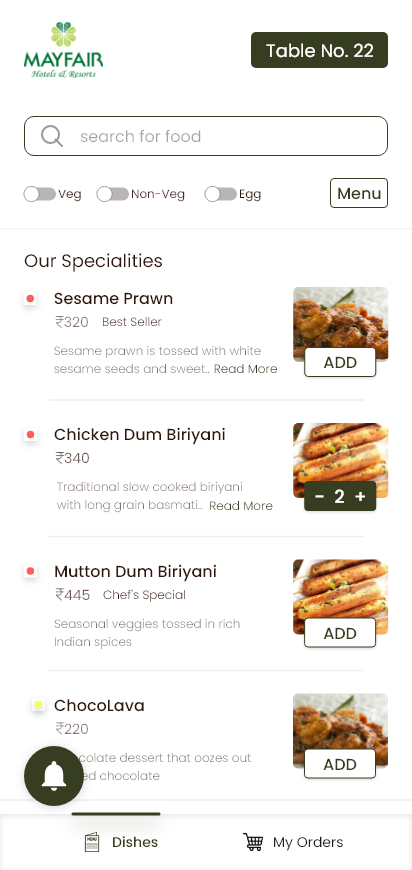 MAYFAIR
Hotels & Resorts
Table No. 22
search for food
Veg
Non-Veg
Egg
Menu
Our Specialities
Sesame Prawn
₹320 Best Seller
Sesame prawn is tossed with white
sesame seeds and sweet.. Read More
ADD
Chicken Dum Biriyani
₹340
Traditional slow cooked biriyani
with long grain basmati.. Read More
- 2 +
Mutton Dum Biriyani
₹445 Chef's Special
Seasonal veggies tossed in rich
Indian spices
ADD
ChocoLava
₹220
colate dessert that oozes out
ed chocolate
ADD
MENU
Dishes
My Orders